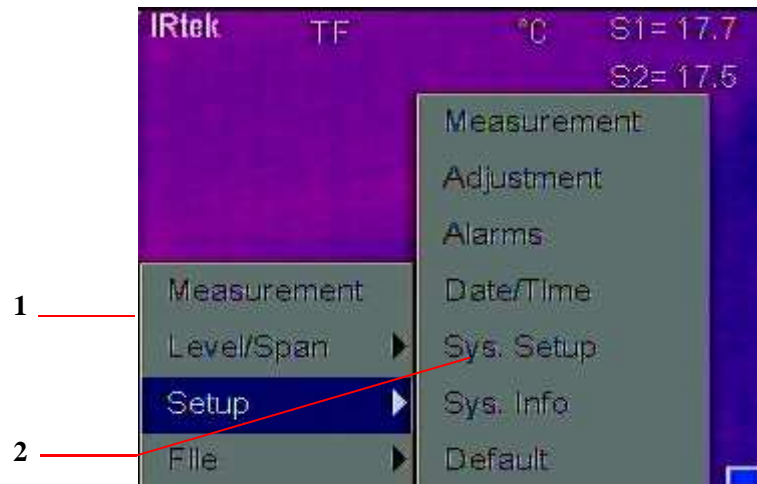 IRtek TF °C S1= 17.7
S2= 17.5
Measurement
Adjustment
Alarms
Date/Time
Sys. Setup
Sys. Info
Default
Measurement
Level/Span
Setup
File
1
2